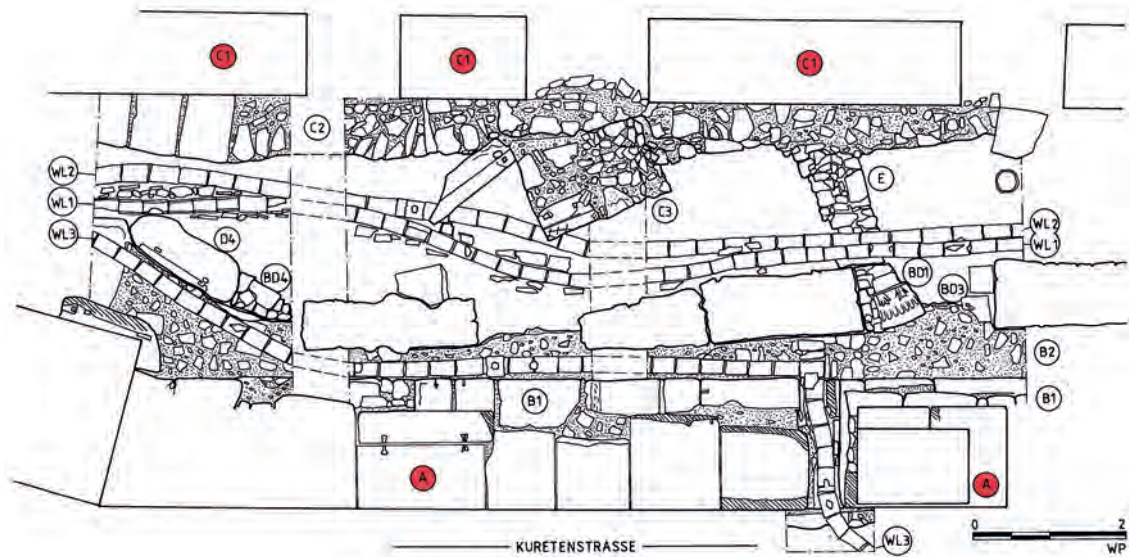 C1
C1
C1
C2
WL2
E
WL1
C3
WL2
WL3
D4
WL1
BD4
BD1
BD3
B2
B1
B1
A
A
0 2
KURETENSTRASSE
WL3
WP